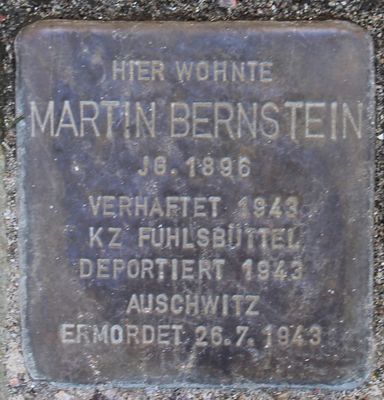 HIER WOHNTE
MARTIN BERNSTEIN
JG. 1896
VERHAFTET 1943
KZ FUHLSBÜTTEL
DEPORTIERT 1943
AUSCHWITZ
ERMORDET 26.7.1943